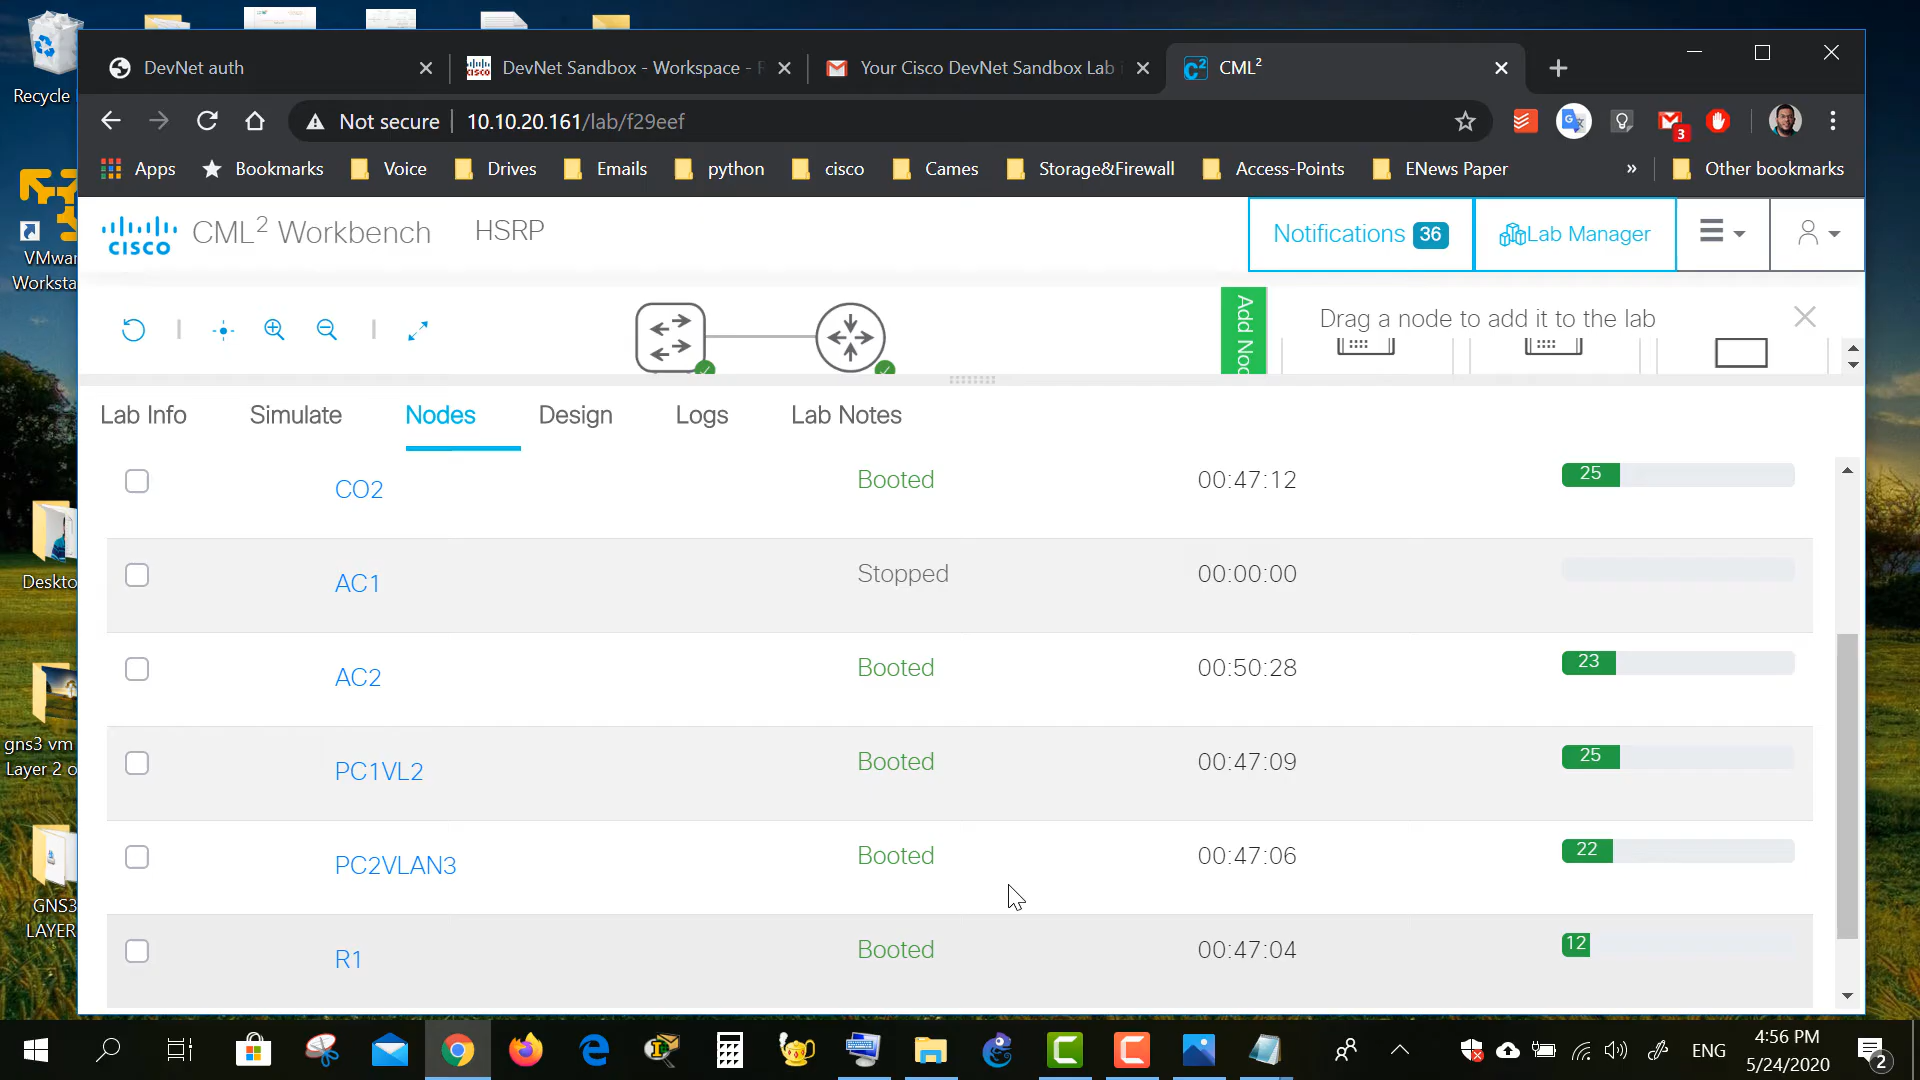 Recycle
VMwar
Worksta
Deskto
gns3 vm
Layer 2 o
GNS3
LAYER
DevNet auth
DevNet Sandbox - Workspace -
Your Cisco DevNet Sandbox Lab
CML²
Not secure
10.10.20.161/lab/f29eef
3
Apps
Bookmarks
Voice
Drives
Emails
python
cisco
Cames
Storage&Firewall
Access-Points
ENews Paper
»
Other bookmarks
CISCO
CML² Workbench
HSRP
Notifications 36
Lab Manager
Add Nod
Drag a node to add it to the lab
Lab Info
Simulate
Nodes
Design
Logs
Lab Notes
CO2 Booted 00:47:12 25
AC1 Stopped 00:00:00
AC2 Booted 00:50:28 23
PC1VL2 Booted 00:47:09 25
PC2VLAN3 Booted 00:47:06 22
R1 Booted 00:47:04 12
ENG
4:56 PM
5/24/2020
2